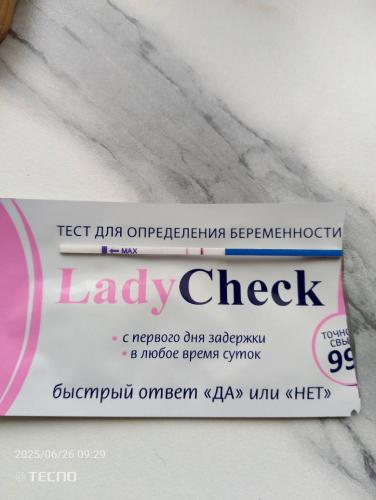 ТЕСТ ДЛЯ ОПРЕДЕЛЕНИЯ БЕРЕМЕННОСТИ
MAX
LadyCheck
• с первого дня задержки
• в любое время суток
99
быстрый ответ «ДА» или «НЕТ»
2025/06/26 09:29
TECNO